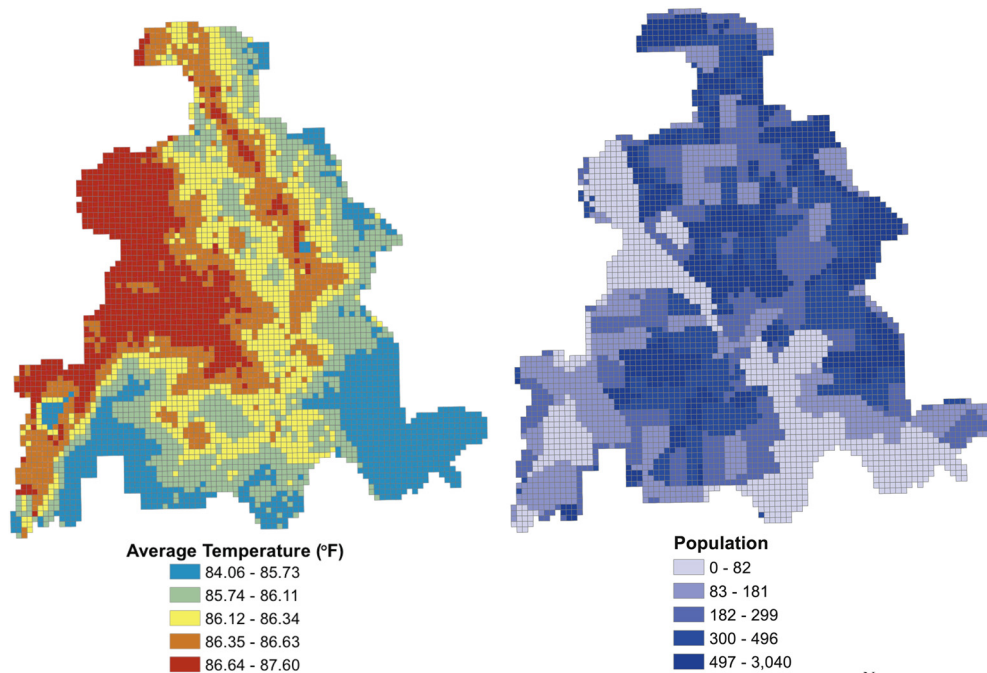 Average Temperature (°F)
84.06 - 85.73
85.74 - 86.11
86.12 - 86.34
86.35 - 86.63
86.64 - 87.60
Population
0 - 82
83 - 181
182 - 299
300 - 496
497 - 3,040